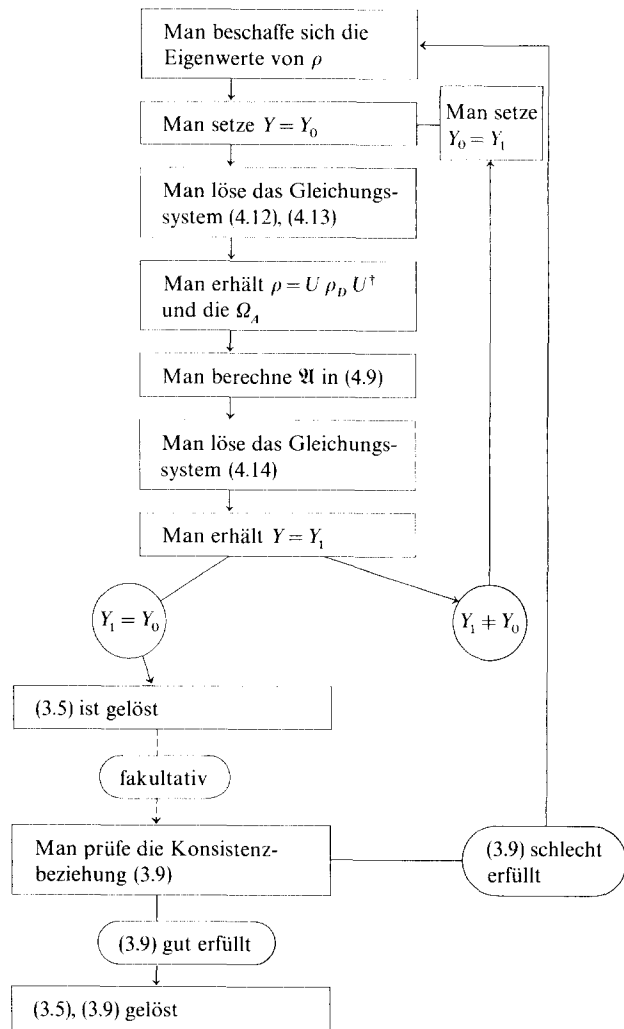 Man beschaffe sich die
Eigenwerte von ρ
Man setze Y = Y₀
Man setze
Y₀ = Y₁
Man löse das Gleichungs-
system (4.12), (4.13)
Man erhält ρ = U ρ_D U†
und die Ω_A
Man berechne 𝔄 in (4.9)
Man löse das Gleichungs-
system (4.14)
Man erhält Y = Y₁
Y₁ = Y₀
Y₁ ≠ Y₀
(3.5) ist gelöst
fakultativ
Man prüfe die Konsistenz-
beziehung (3.9)
(3.9) schlecht
erfüllt
(3.9) gut erfüllt
(3.5), (3.9) gelöst